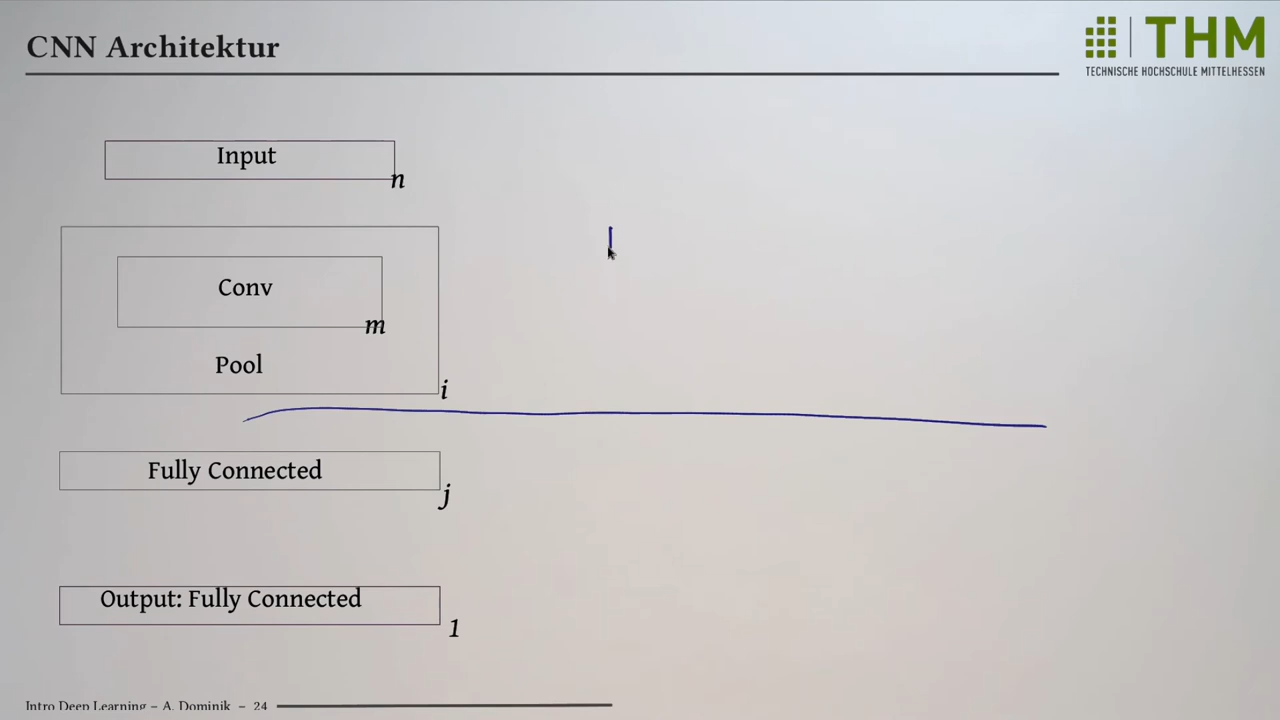 CNN Architektur
THM
TECHNISCHE HOCHSCHULE MITTELHESSEN
Input
n
Conv
m
Pool
i
Fully Connected
j
Output: Fully Connected
1
Intro Deep Learning – A. Dominik – 24